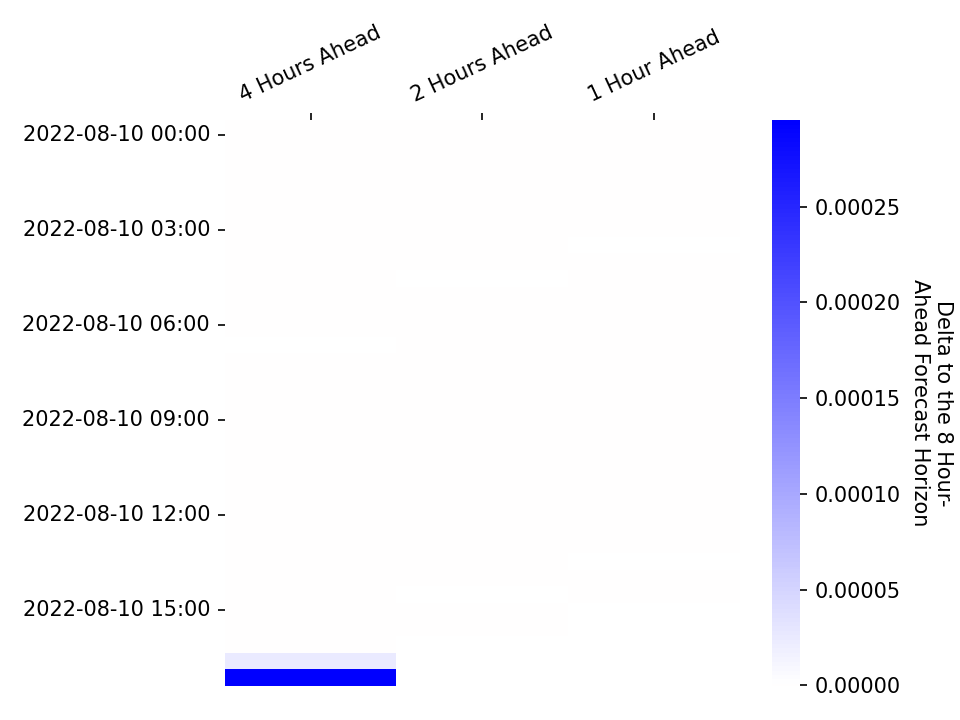 4 Hours Ahead
2 Hours Ahead
1 Hour Ahead
2022-08-10 00:00
2022-08-10 03:00
2022-08-10 06:00
2022-08-10 09:00
2022-08-10 12:00
2022-08-10 15:00
0.00025
0.00020
0.00015
0.00010
0.00005
0.00000
Delta to the 8 Hour-
Ahead Forecast Horizon